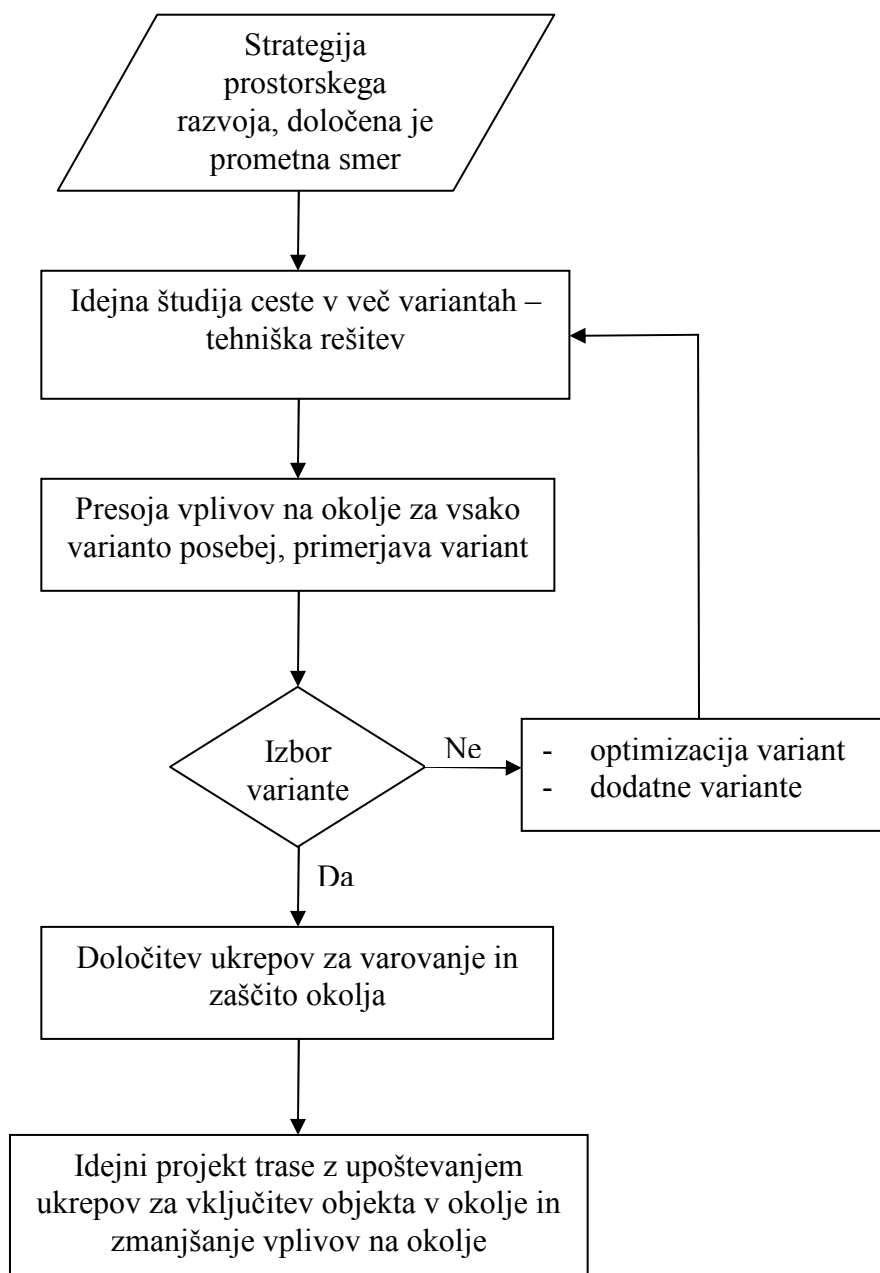 Strategija
prostorskega
razvoja, določena je
prometna smer
Idejna študija ceste v več variantah –
tehniška rešitev
Presoja vplivov na okolje za vsako
varianto posebej, primerjava variant
Izbor
variante
Ne
- optimizacija variant
- dodatne variante
Da
Določitev ukrepov za varovanje in
zaščito okolja
Idejni projekt trase z upoštevanjem
ukrepov za vključitev objekta v okolje in
zmanjšanje vplivov na okolje